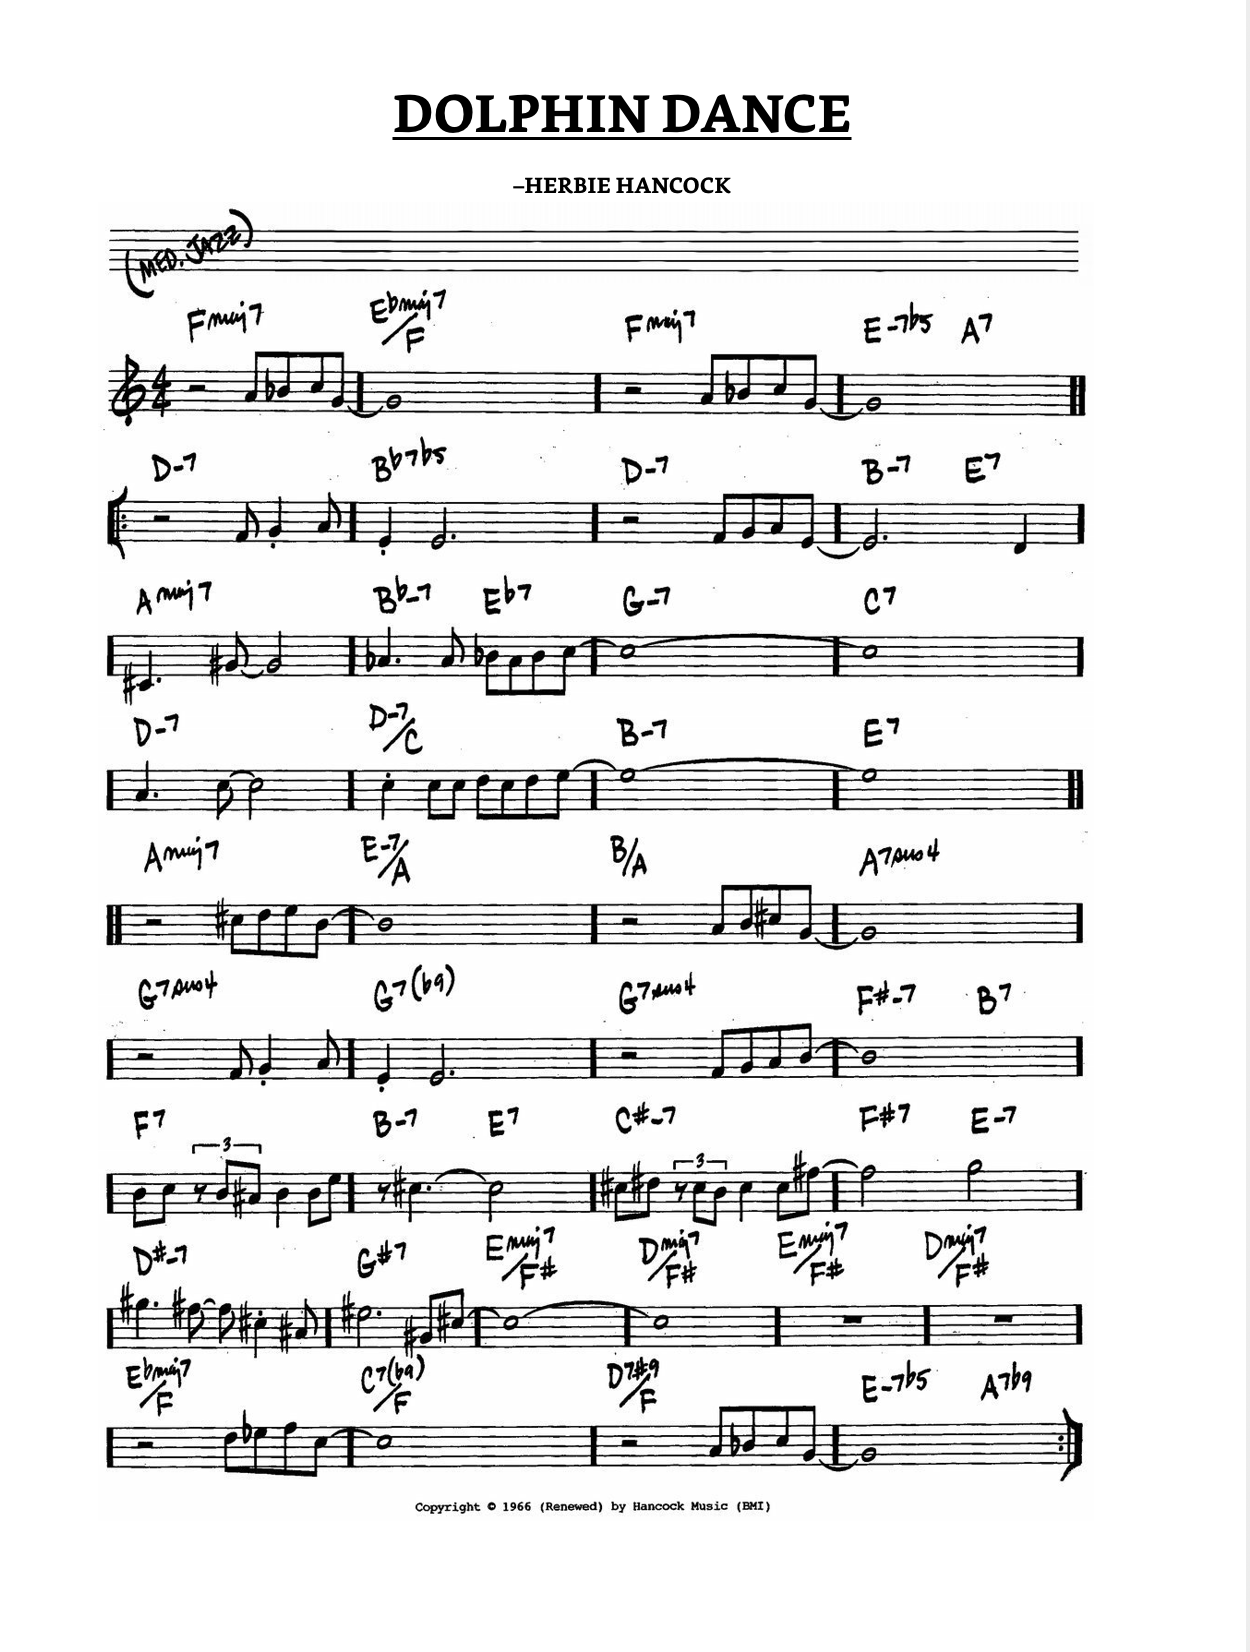 DOLPHIN DANCE
–HERBIE HANCOCK
(MED. JAZZ)
Fmaj7 Ebmaj7/F Fmaj7 E-7b5 A7
4/4
D-7 Bb7b5 D-7 B-7 E7
Amaj7 Bb-7 Eb7 G-7 C7
D-7 D-7/C B-7 E7
Amaj7 E-7/A B/A A7sus4
G7sus4 G7(b9) G7sus4 F#-7 B7
F7 B-7 E7 C#-7 F#7 E-7
3 3
D#-7 G#7 Emaj7/F# Dmaj7/F# Emaj7/F# Dmaj7/F#
Ebmaj7/F C7(b9)/F D7#9/F E-7b5 A7b9
Copyright © 1966 (Renewed) by Hancock Music (BMI)